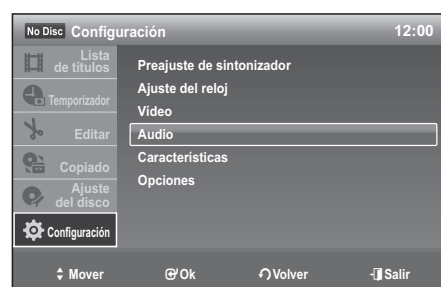 No Disc Configuración 12:00
Lista
de títulos
Temporizador
Editar
Copiado
Ajuste
del disco
Configuración
Preajuste de sintonizador
Ajuste del reloj
Vídeo
Audio
Características
Opciones
Mover Ok Volver Salir